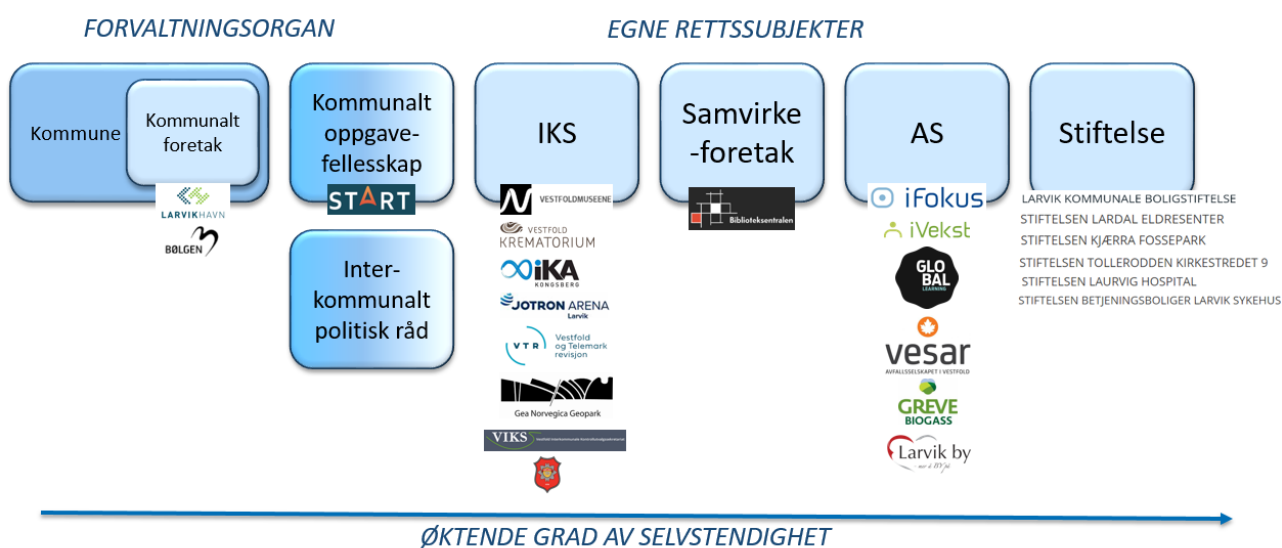 FORVALTNINGSORGAN
EGNE RETTSSUBJEKTER
Kommune
Kommunalt
foretak
LARVIKHAVN
BØLGEN
Kommunalt
oppgave-
fellesskap
START
Inter-
kommunalt
politisk råd
IKS
VESTFOLDMUSEENE
VESTFOLD
KREMATORIUM
iKA
KONGSBERG
JOTRON ARENA
Larvik
VTR
Vestfold
og Telemark
revisjon
Gea Norvegica Geopark
VIKS
Samvirke
-foretak
Biblioteksentralen
AS
iFokus
iVekst
GLO
BAL
LEARNING
vesar
AVFALLSSELSKAPET I VESTFOLD
GREVE
BIOGASS
Larvik by
Stiftelse
LARVIK KOMMUNALE BOLIGSTIFTELSE
STIFTELSEN LARDAL ELDRESENTER
STIFTELSEN KJÆRRA FOSSEPARK
STIFTELSEN TOLLERODDEN KIRKESTREDET 9
STIFTELSEN LAURVIG HOSPITAL
STIFTELSEN BETJENINGSBOLIGER LARVIK SYKEHUS
ØKTENDE GRAD AV SELVSTENDIGHET